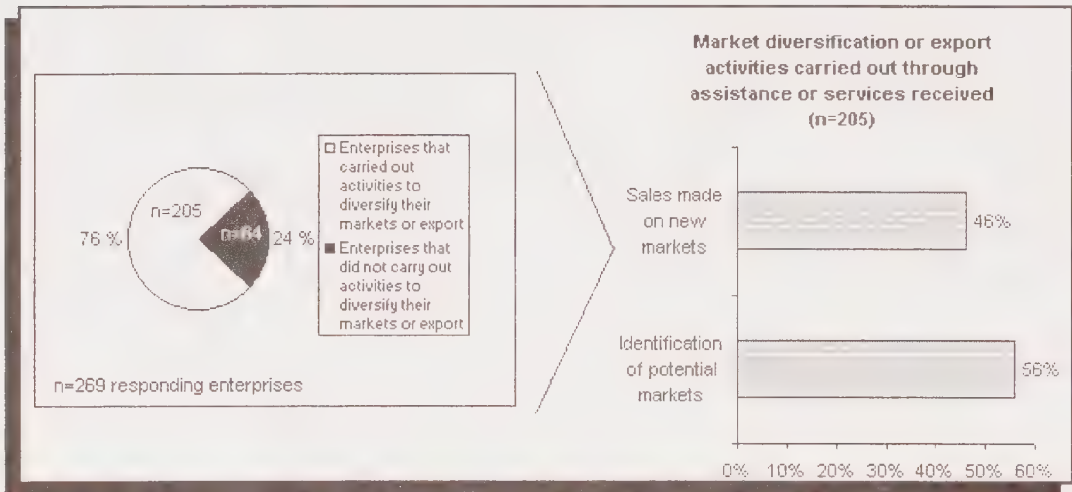 Market diversification or export
activities carried out through
assistance or services received
(n=205)
n=205
76 %
n=64
24 %
Enterprises that
carried out
activities to
diversify their
markets or export
Enterprises that
did not carry out
activities to
diversify their
markets or export
n=269 responding enterprises
Sales made
on new
markets
46%
Identification
of potential
markets
56%
0% 10% 20% 30% 40% 50% 60%